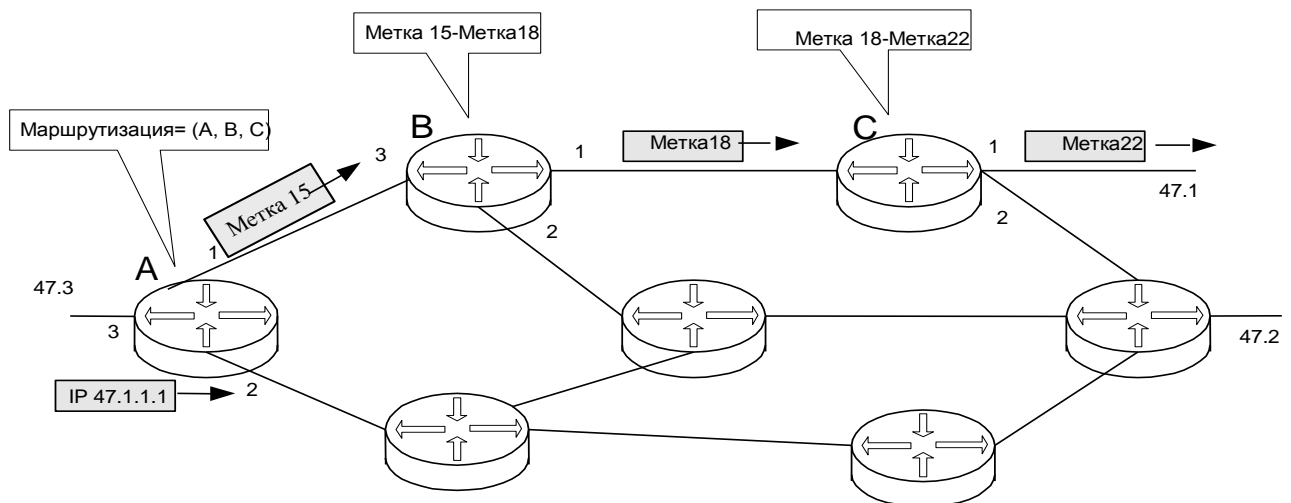 Метка 15-Метка18
Метка 18-Метка22
Маршрутизация= (A, B, C)
B
C
3
1
Метка18
1
Метка22
Метка 15
47.1
2
2
1
A
47.3
3
47.2
IP 47.1.1.1
2